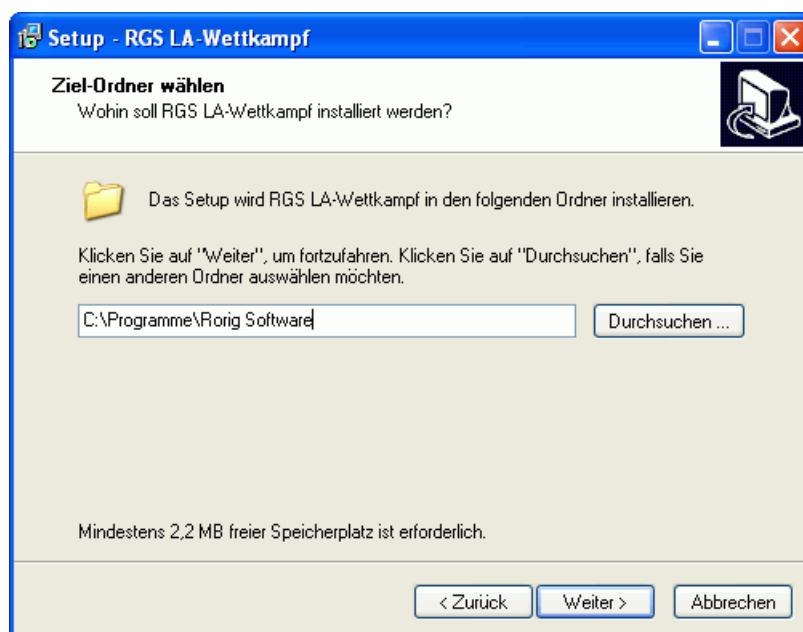 Setup - RGS LA-Wettkampf
Ziel-Ordner wählen
Wohin soll RGS LA-Wettkampf installiert werden?
Das Setup wird RGS LA-Wettkampf in den folgenden Ordner installieren.
Klicken Sie auf "Weiter", um fortzufahren. Klicken Sie auf "Durchsuchen", falls Sie
einen anderen Ordner auswählen möchten.
C:\Programme\Rorig Software
Durchsuchen ...
Mindestens 2,2 MB freier Speicherplatz ist erforderlich.
< Zurück
Weiter >
Abbrechen